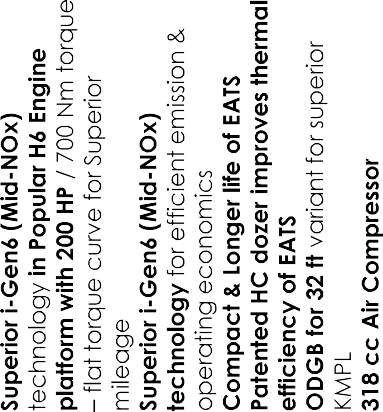 Superior i-Gen6 (Mid-NOx)
technology in Popular H6 Engine
platform with 200 HP / 700 Nm torque
– flat torque curve for Superior
mileage
Superior i-Gen6 (Mid-NOx)
technology for efficient emission &
operating economics
Compact & Longer life of EATS
Patented HC dozer improves thermal
efficiency of EATS
ODGB for 32 ft variant for superior
KMPL
318 cc Air Compressor